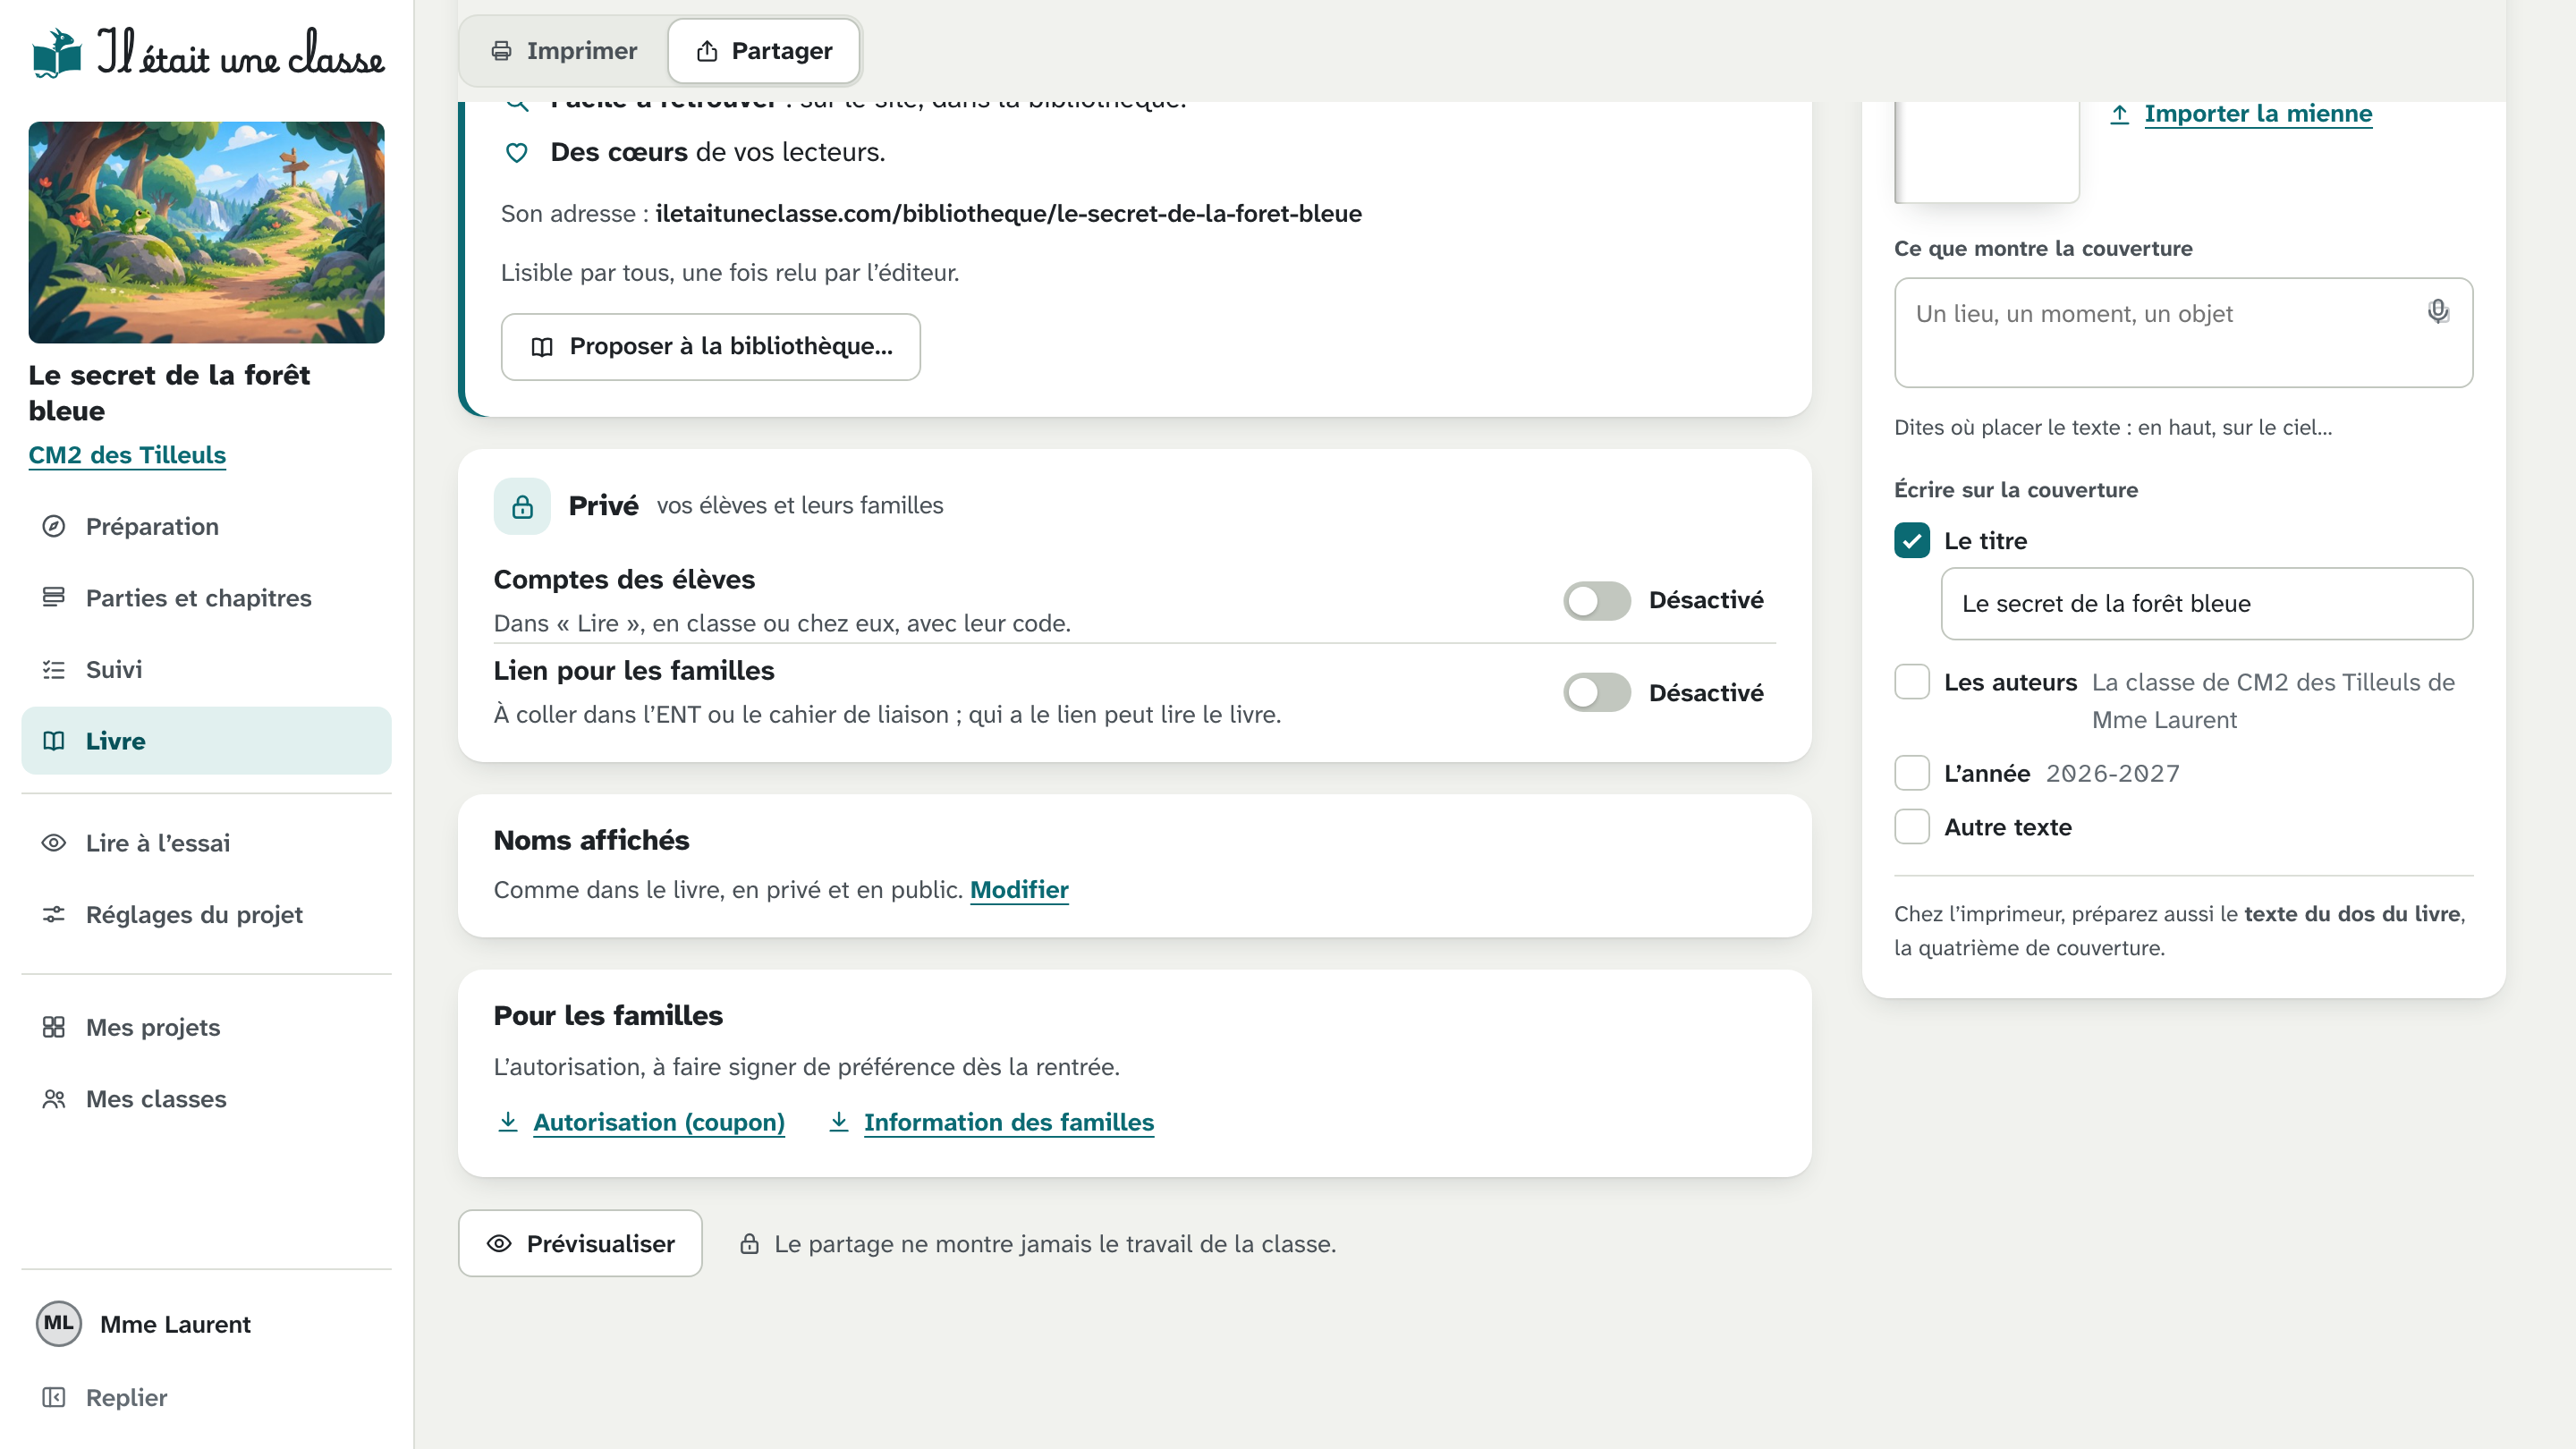 Il était une classe
Le secret de la forêt
bleue
CM2 des Tilleuls
Préparation
Parties et chapitres
Suivi
Livre
Lire à l’essai
Réglages du projet
Mes projets
Mes classes
ML Mme Laurent
Replier
Imprimer
Partager
Facile à retrouver : sur le site, dans la bibliothèque.
Des cœurs de vos lecteurs.
Son adresse : iletaituneclasse.com/bibliotheque/le-secret-de-la-foret-bleue
Lisible par tous, une fois relu par l’éditeur.
Proposer à la bibliothèque...
Privé vos élèves et leurs familles
Comptes des élèves
Dans « Lire », en classe ou chez eux, avec leur code.
Désactivé
Lien pour les familles
À coller dans l’ENT ou le cahier de liaison ; qui a le lien peut lire le livre.
Désactivé
Noms affichés
Comme dans le livre, en privé et en public. Modifier
Pour les familles
L’autorisation, à faire signer de préférence dès la rentrée.
Autorisation (coupon) Information des familles
Prévisualiser
Le partage ne montre jamais le travail de la classe.
Importer la mienne
Ce que montre la couverture
Un lieu, un moment, un objet
Dites où placer le texte : en haut, sur le ciel...
Écrire sur la couverture
Le titre
Le secret de la forêt bleue
Les auteurs La classe de CM2 des Tilleuls de
Mme Laurent
L’année 2026-2027
Autre texte
Chez l’imprimeur, préparez aussi le texte du dos du livre,
la quatrième de couverture.